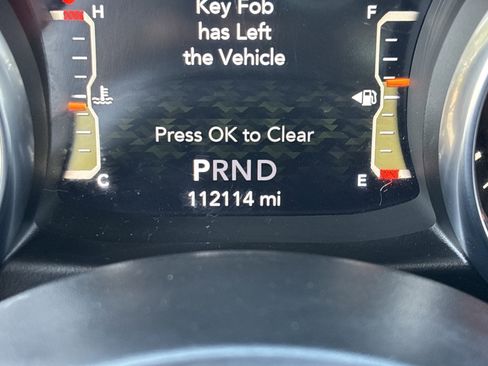 H
Key Fob
F
has Left
the Vehicle
Press OK to Clear
PRND
C
E
112114 mi